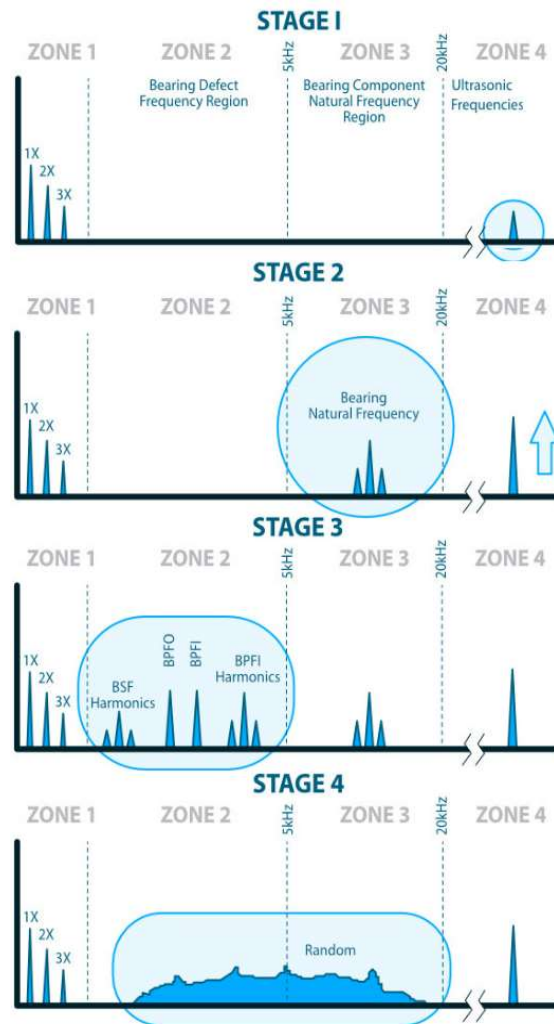 STAGE I
ZONE 1 ZONE 2 5kHz ZONE 3 20kHz ZONE 4
Bearing Defect
Frequency Region
Bearing Component
Natural Frequency
Region
Ultrasonic
Frequencies
1X
2X
3X
STAGE 2
ZONE 1 ZONE 2 5kHz ZONE 3 20kHz ZONE 4
Bearing
Natural Frequency
1X
2X
3X
STAGE 3
ZONE 1 ZONE 2 5kHz ZONE 3 20kHz ZONE 4
1X
2X
3X
BSF
Harmonics
BPFO
BPFI
BPFI
Harmonics
STAGE 4
ZONE 1 ZONE 2 5kHz ZONE 3 20kHz ZONE 4
1X
2X
3X
Random